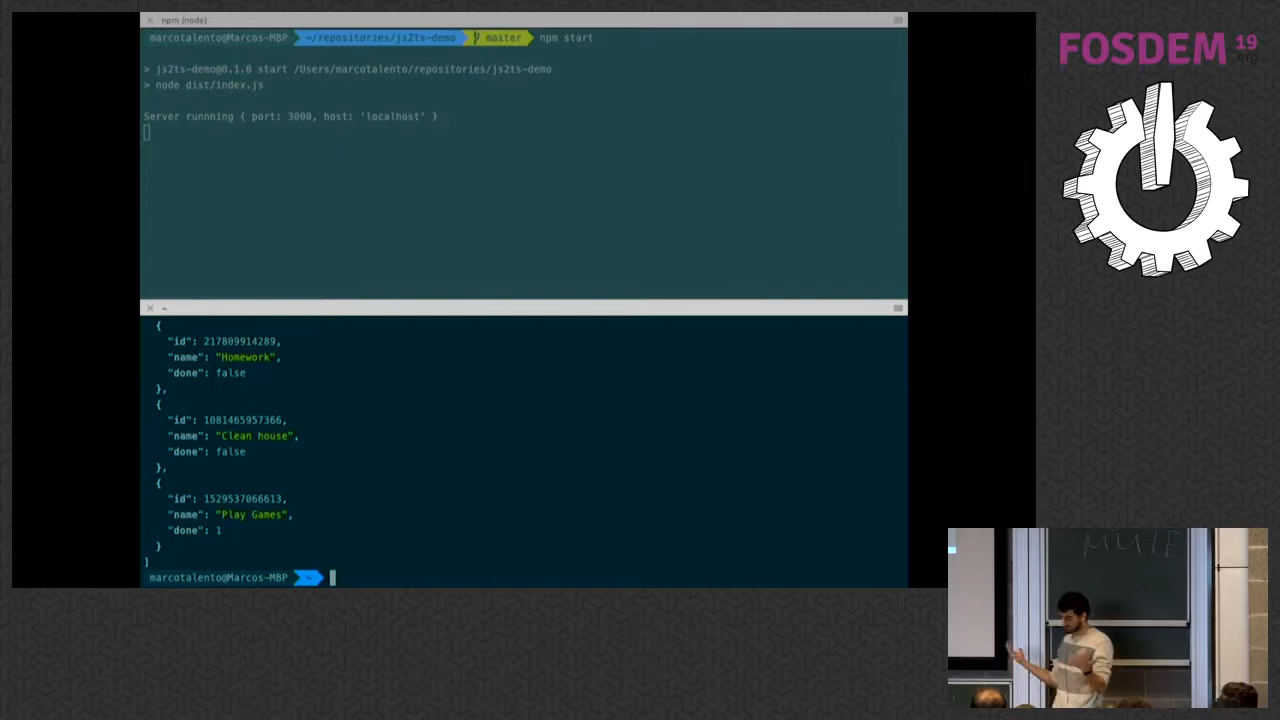 npm (node)
marcotalento@Marcos-MBP ~/repositories/js2ts-demo master npm start
> js2ts-demo@0.1.0 start /Users/marcotalento/repositories/js2ts-demo
> node dist/index.js
Server runnning { port: 3000, host: 'localhost' }
~
{
"id": 217809914289,
"name": "Homework",
"done": false
},
{
"id": 1081465957366,
"name": "Clean house",
"done": false
},
{
"id": 1529537066613,
"name": "Play Games",
"done": 1
}
]
marcotalento@Marcos-MBP ~
FOSDEM 19
.org
MUTE